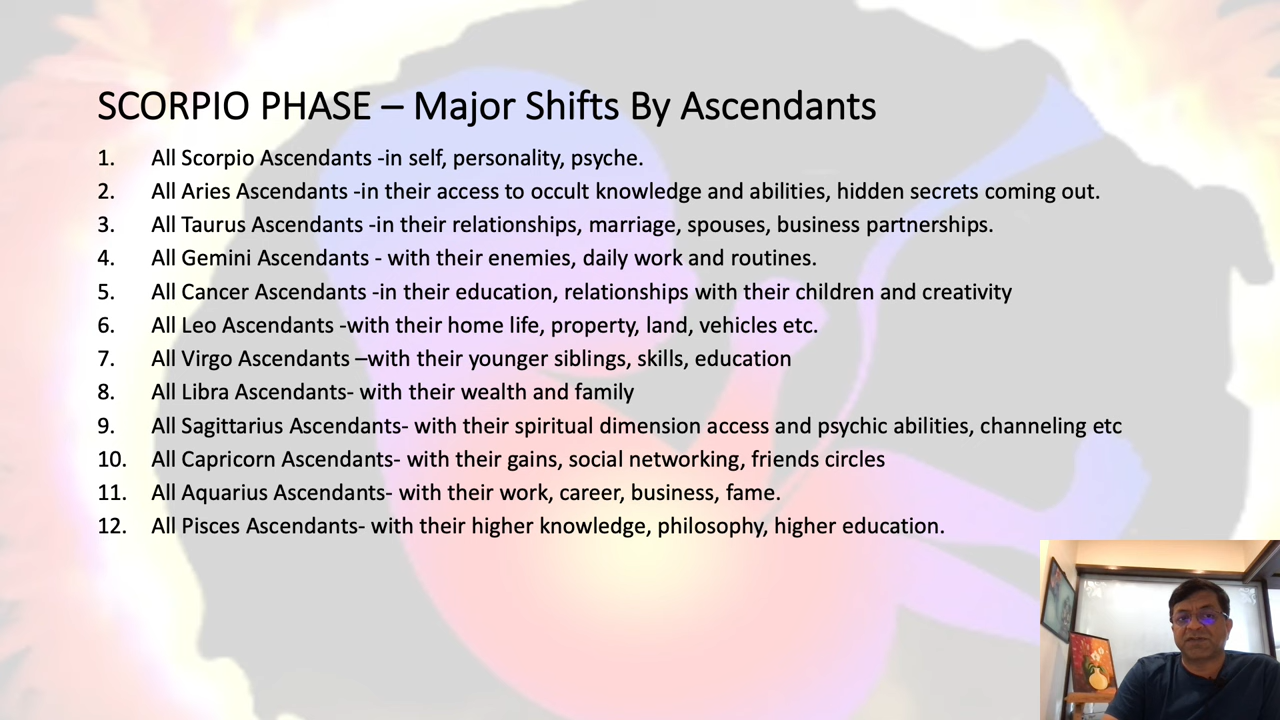 SCORPIO PHASE – Major Shifts By Ascendants
1. All Scorpio Ascendants -in self, personality, psyche.
2. All Aries Ascendants -in their access to occult knowledge and abilities, hidden secrets coming out.
3. All Taurus Ascendants -in their relationships, marriage, spouses, business partnerships.
4. All Gemini Ascendants - with their enemies, daily work and routines.
5. All Cancer Ascendants -in their education, relationships with their children and creativity
6. All Leo Ascendants -with their home life, property, land, vehicles etc.
7. All Virgo Ascendants –with their younger siblings, skills, education
8. All Libra Ascendants- with their wealth and family
9. All Sagittarius Ascendants- with their spiritual dimension access and psychic abilities, channeling etc
10. All Capricorn Ascendants- with their gains, social networking, friends circles
11. All Aquarius Ascendants- with their work, career, business, fame.
12. All Pisces Ascendants- with their higher knowledge, philosophy, higher education.